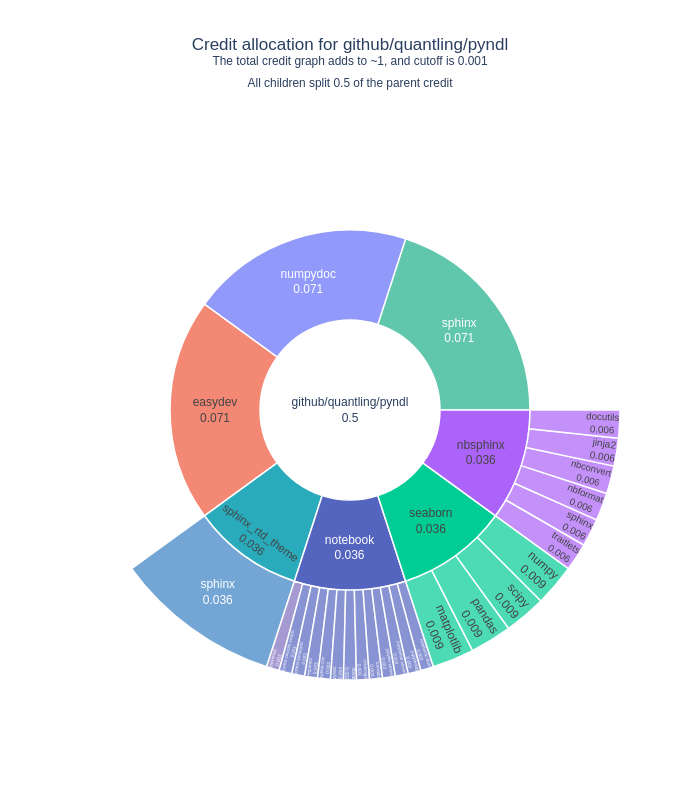 Credit allocation for github/quantling/pyndl
The total credit graph adds to ~1, and cutoff is 0.001
All children split 0.5 of the parent credit
numpydoc
0.071
sphinx
0.071
easydev
0.071
github/quantling/pyndl
0.5
nbsphinx
0.036
docutils
0.006
jinja2
0.006
nbconvert
0.006
nbformat
0.006
sphinx
0.006
traitlets
0.006
seaborn
0.036
numpy
0.009
scipy
0.009
pandas
0.009
matplotlib
0.009
notebook
0.036
sphinx_rtd_theme
0.036
sphinx
0.036